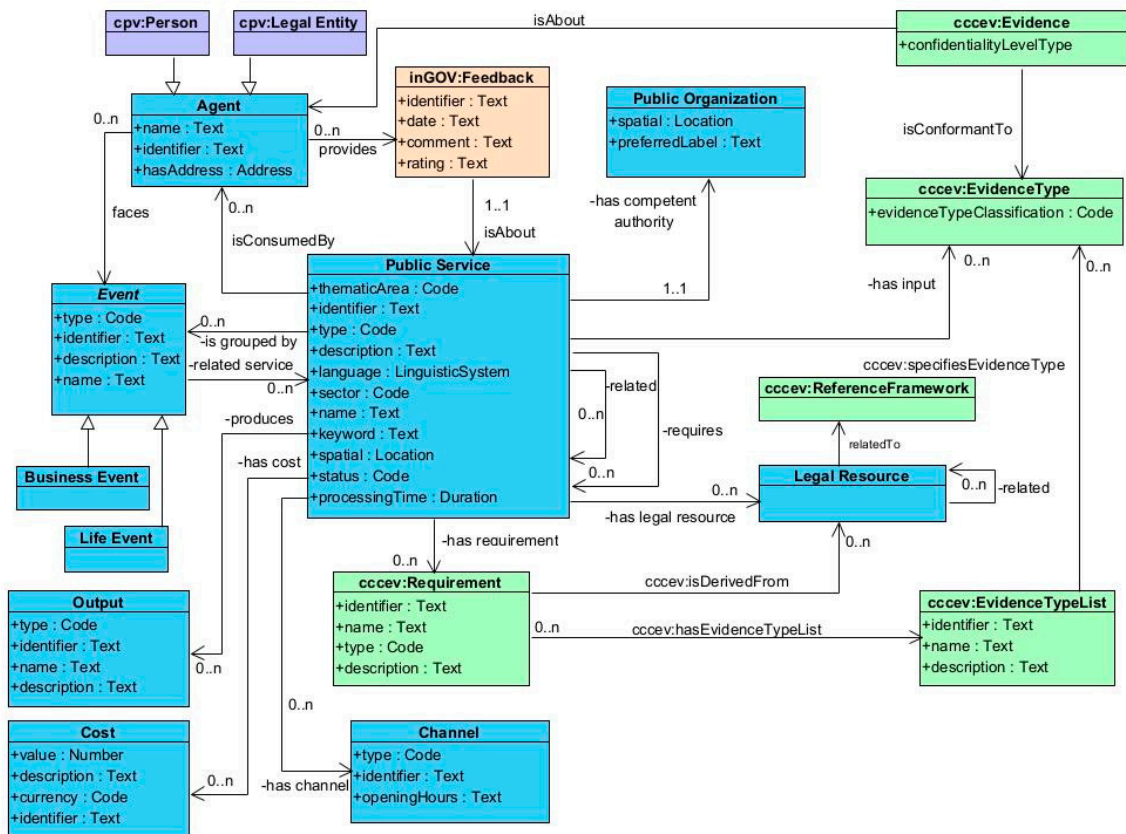 cpv:Person
cpv:Legal Entity
isAbout
cccev:Evidence
+confidentialityLevelType
inGOV:Feedback
+identifier : Text
+date : Text
+comment : Text
+rating : Text
Public Organization
+spatial : Location
+preferredLabel : Text
Agent
+name : Text
+identifier : Text
+hasAddress : Address
0..n
0..n
provides
isConformantTo
cccev:EvidenceType
+evidenceTypeClassification : Code
faces
0..n
isConsumedBy
1..1
isAbout
-has competent
authority
1..1
0..n
0..n
-has input
Public Service
+thematicArea : Code
+identifier : Text
+type : Code
+description : Text
+language : LinguisticSystem
+sector : Code
+name : Text
+keyword : Text
+spatial : Location
+status : Code
+processingTime : Duration
Event
+type : Code
+identifier : Text
+description : Text
+name : Text
0..n
-is grouped by
-related service
0..n
-related
0..n
-requires
0..n
cccev:specifiesEvidenceType
cccev:ReferenceFramework
relatedTo
Legal Resource
0..n
-related
0..n
-has legal resource
0..n
-produces
-has cost
Business Event
Life Event
-has requirement
0..n
cccev:Requirement
+identifier : Text
+name : Text
+type : Code
+description : Text
cccev:isDerivedFrom
0..n
cccev:hasEvidenceTypeList
cccev:EvidenceTypeList
+identifier : Text
+name : Text
+description : Text
Output
+type : Code
+identifier : Text
+name : Text
+description : Text
0..n
0..n
Cost
+value : Number
+description : Text
+currency : Code
+identifier : Text
0..n
-has channel
Channel
+type : Code
+identifier : Text
+openingHours : Text